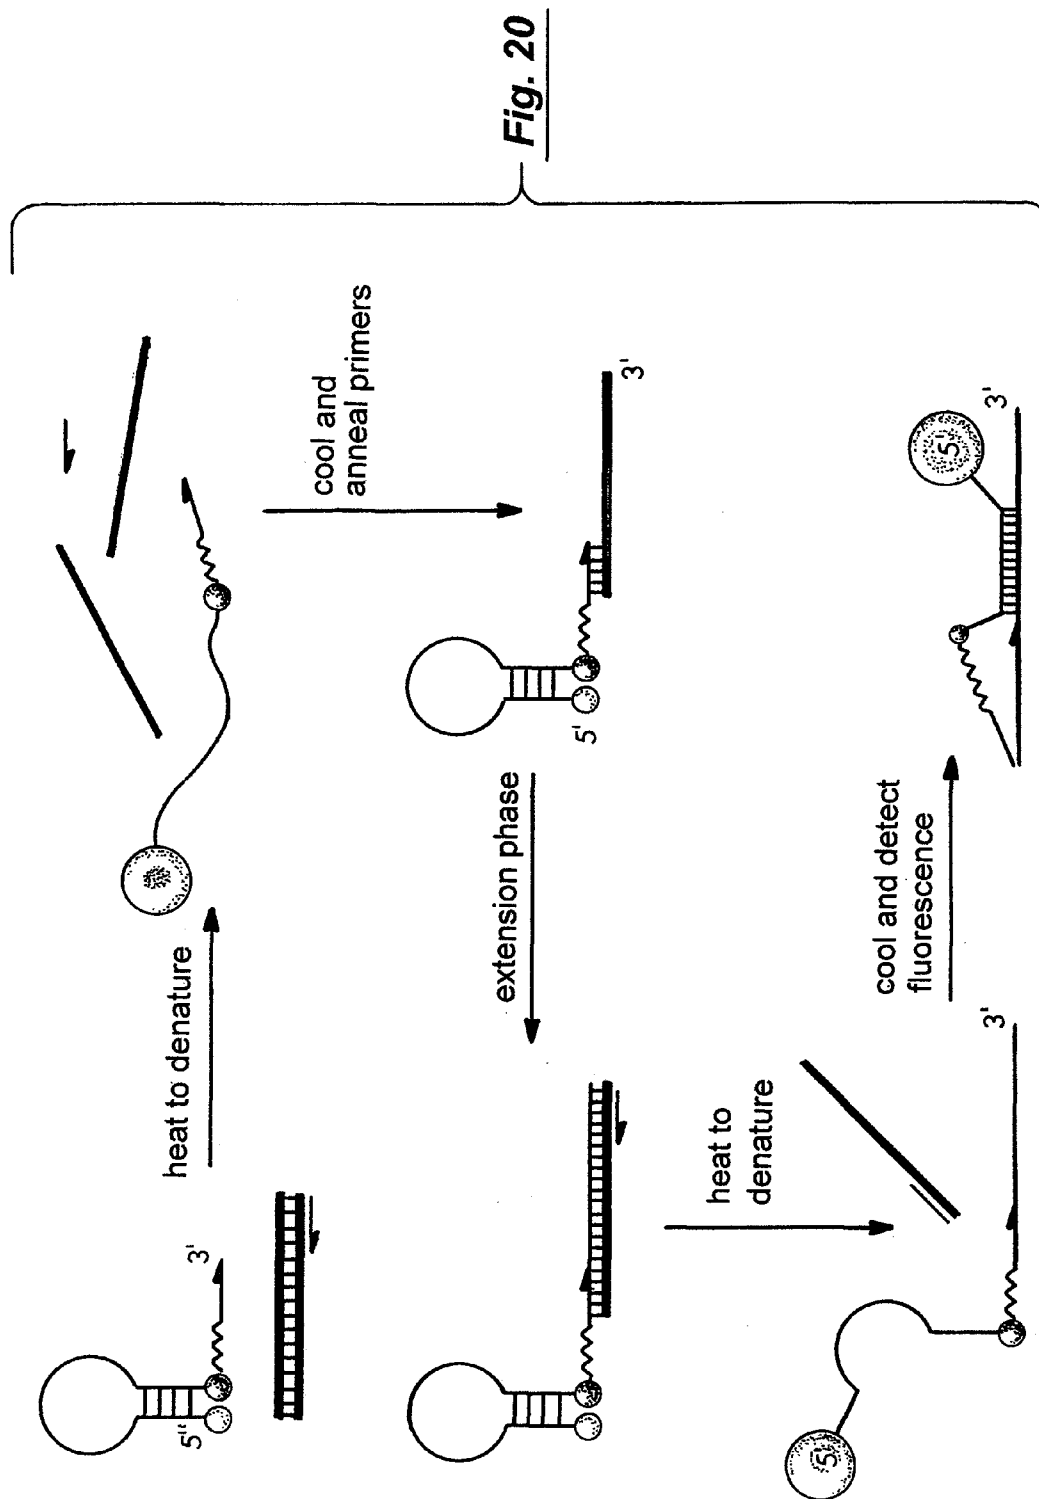 5'
3'
heat to denature
cool and
anneal primers
5'
3'
extension phase
heat to
denature
5'
3'
cool and detect
fluorescence
5'
3'
Fig. 20